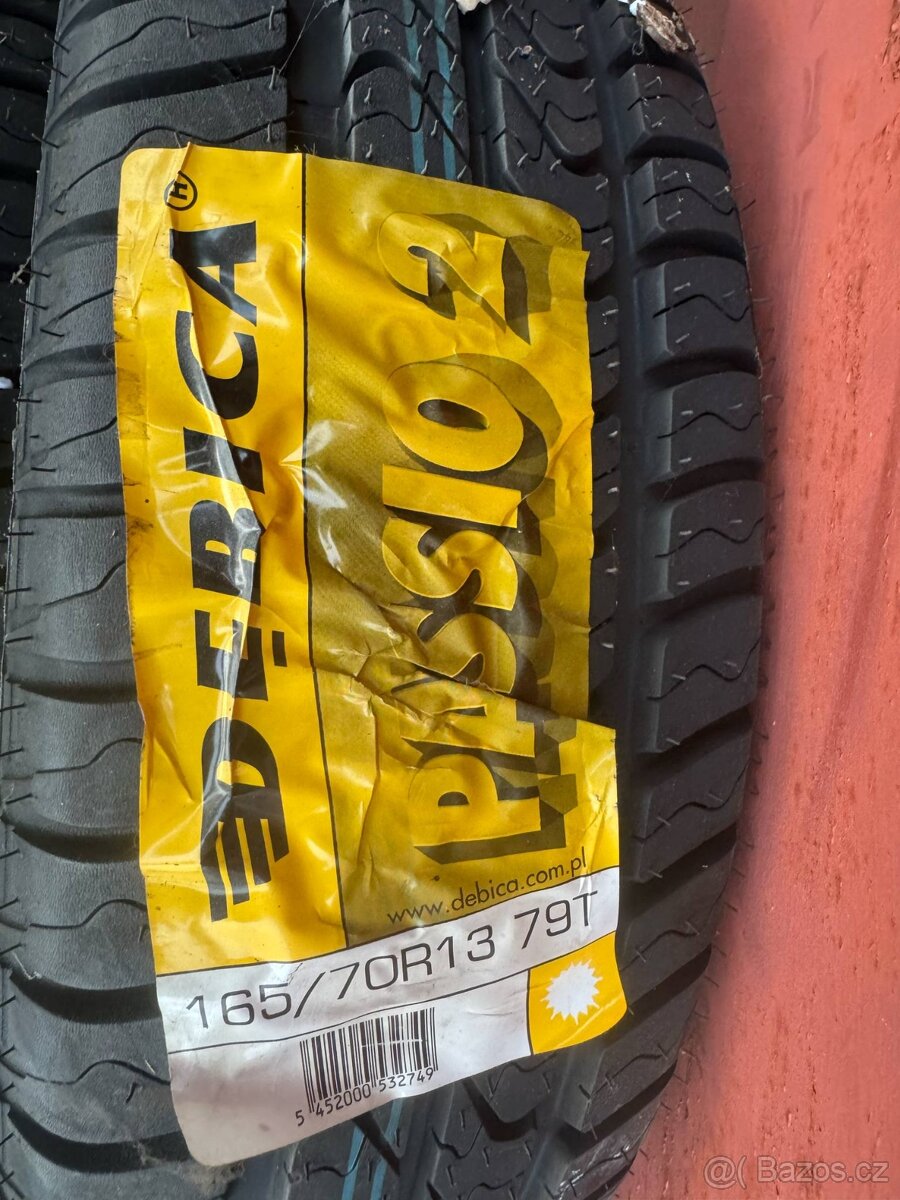 DĘBICA®
PASSIO 2
www.debica.com.pl
165/70R13 79T
5 452000 532749
@( Bazos.cz